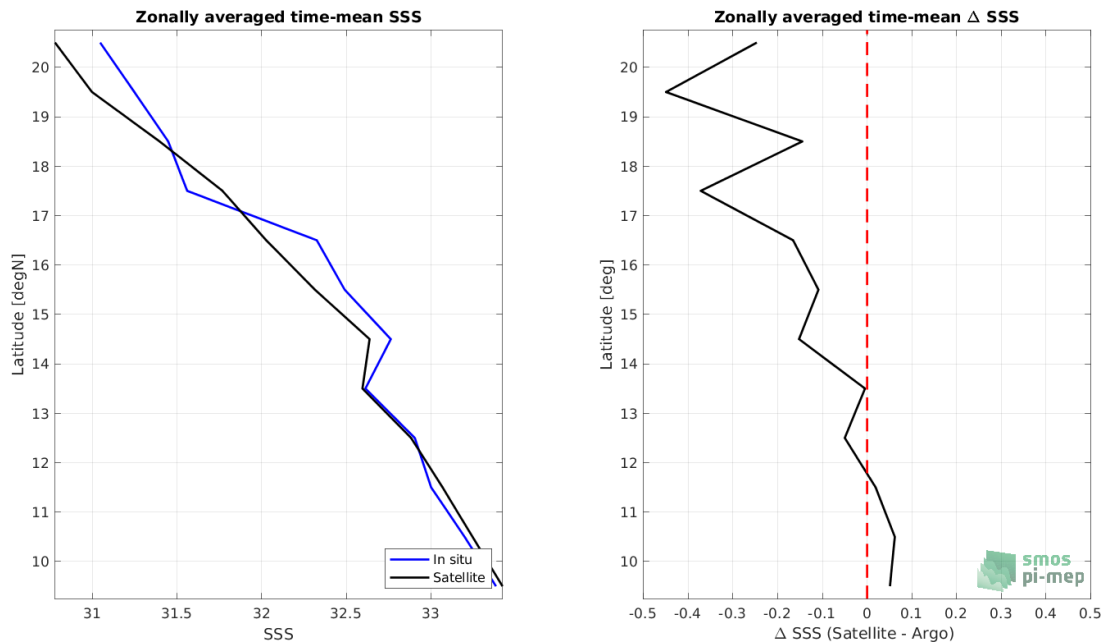 Zonally averaged time-mean SSS
Latitude [degN]
20
19
18
17
16
15
14
13
12
11
10
In situ
Satellite
31 31.5 32 32.5 33
SSS
Zonally averaged time-mean Δ SSS
Latitude [deg]
20
19
18
17
16
15
14
13
12
11
10
smos
pi-mep
-0.5 -0.4 -0.3 -0.2 -0.1 0 0.1 0.2 0.3 0.4 0.5
Δ SSS (Satellite - Argo)